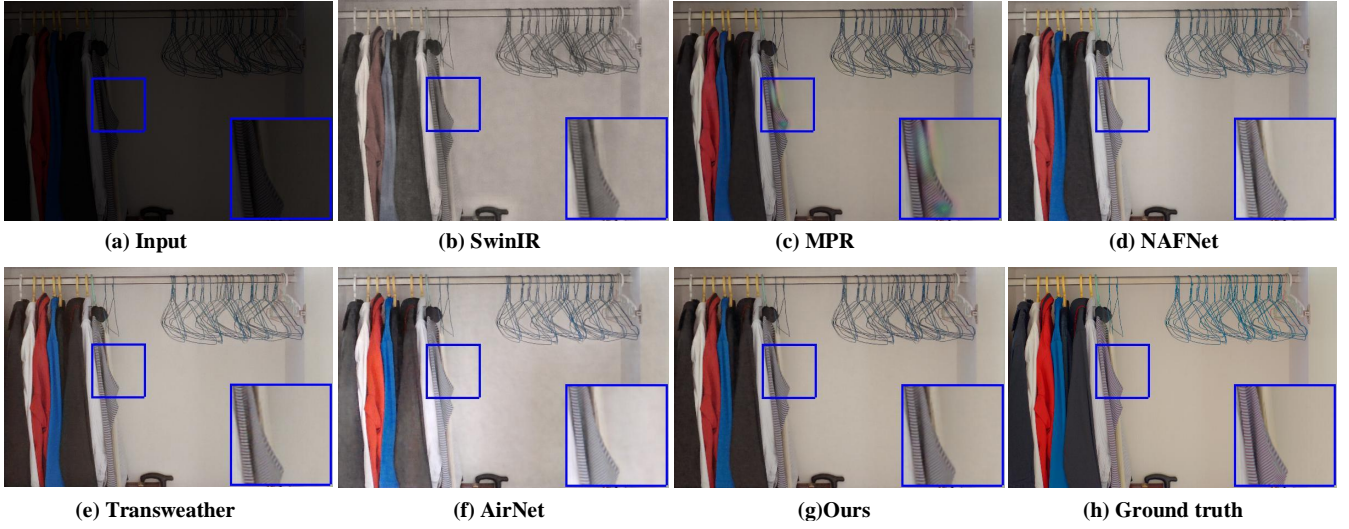 (a) Input
(b) SwinIR
(c) MPR
(d) NAFNet
(e) Transweather
(f) AirNet
(g)Ours
(h) Ground truth